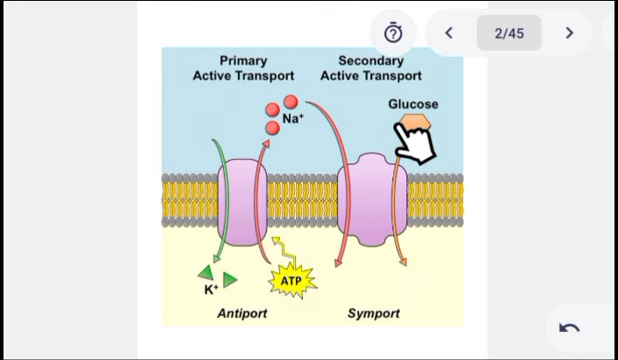 2/45
Primary
Active Transport
Secondary
Active Transport
Glucose
Na⁺
K⁺
ATP
Antiport
Symport